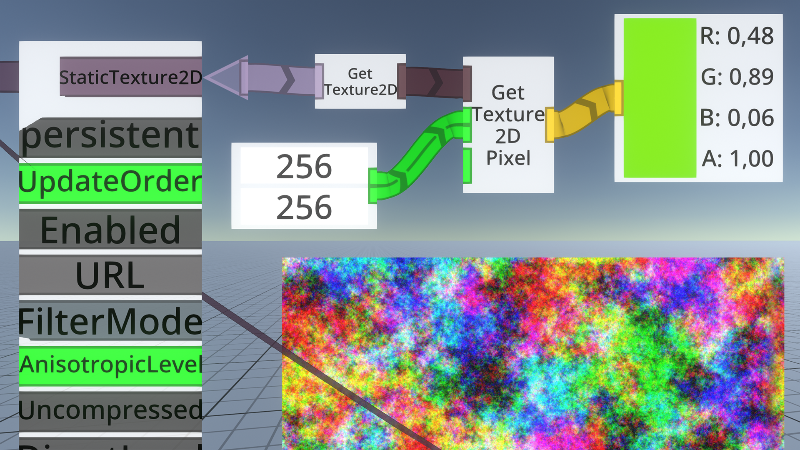 StaticTexture2D
persistent
UpdateOrder
Enabled
URL
FilterMode
AnisotropicLevel
Uncompressed
Get
Texture2D
256
256
Get
Texture
2D
Pixel
R: 0,48
G: 0,89
B: 0,06
A: 1,00